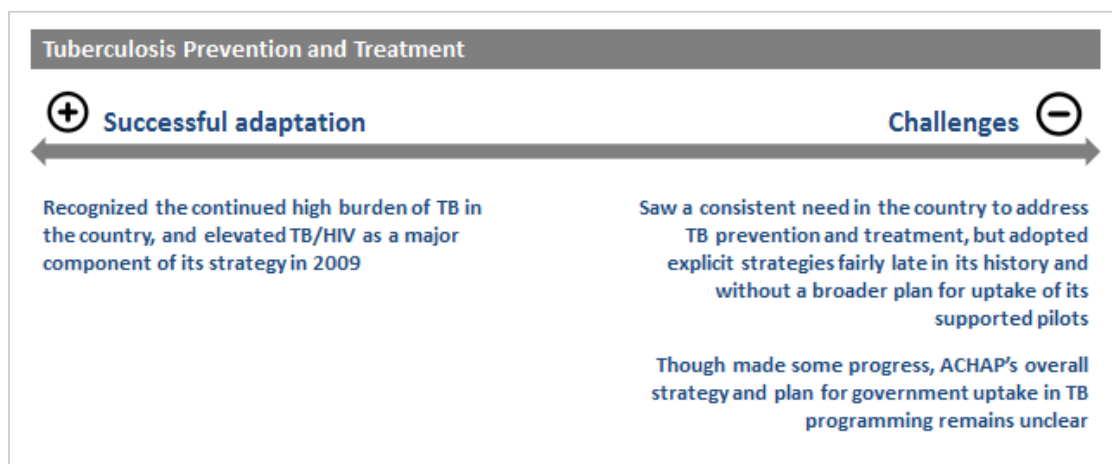 Tuberculosis Prevention and Treatment
Successful adaptation
Challenges
Recognized the continued high burden of TB in
the country, and elevated TB/HIV as a major
component of its strategy in 2009
Saw a consistent need in the country to address
TB prevention and treatment, but adopted
explicit strategies fairly late in its history and
without a broader plan for uptake of its
supported pilots
Though made some progress, ACHAP's overall
strategy and plan for government uptake in TB
programming remains unclear